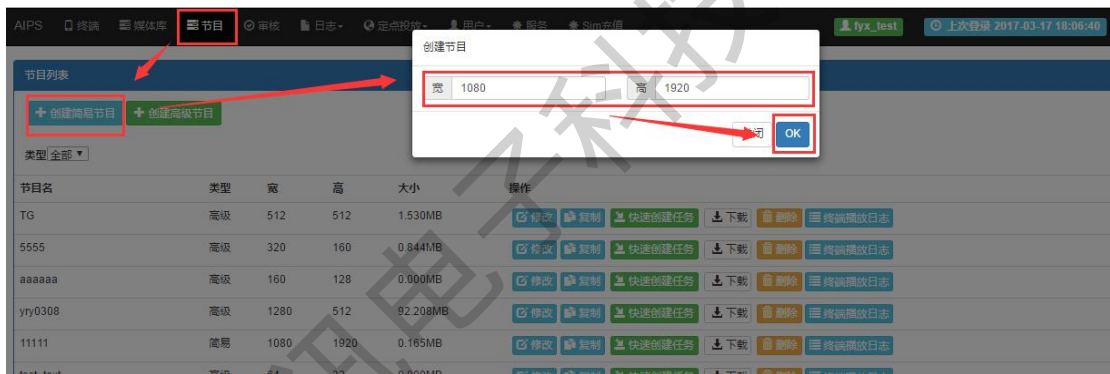 AIPS 终端 媒体库 节目 审核 日志 定点投放 用户 服务 Sim充值 fyx_test 上次登录 2017-03-17 18:06:40
创建节目
节目列表
宽 1080 高 1920
创建简易节目 创建高级节目
关闭 OK
类型 全部
节目名 类型 宽 高 大小 操作
TG 高级 512 512 1.530MB 修改 复制 快速创建任务 下载 删除 终端播放日志
5555 高级 320 160 0.844MB 修改 复制 快速创建任务 下载 删除 终端播放日志
aaaaaa 高级 160 128 0.000MB 修改 复制 快速创建任务 下载 删除 终端播放日志
yry0308 高级 1280 512 92.208MB 修改 复制 快速创建任务 下载 删除 终端播放日志
11111 简易 1080 1920 0.165MB 修改 复制 快速创建任务 下载 删除 终端播放日志